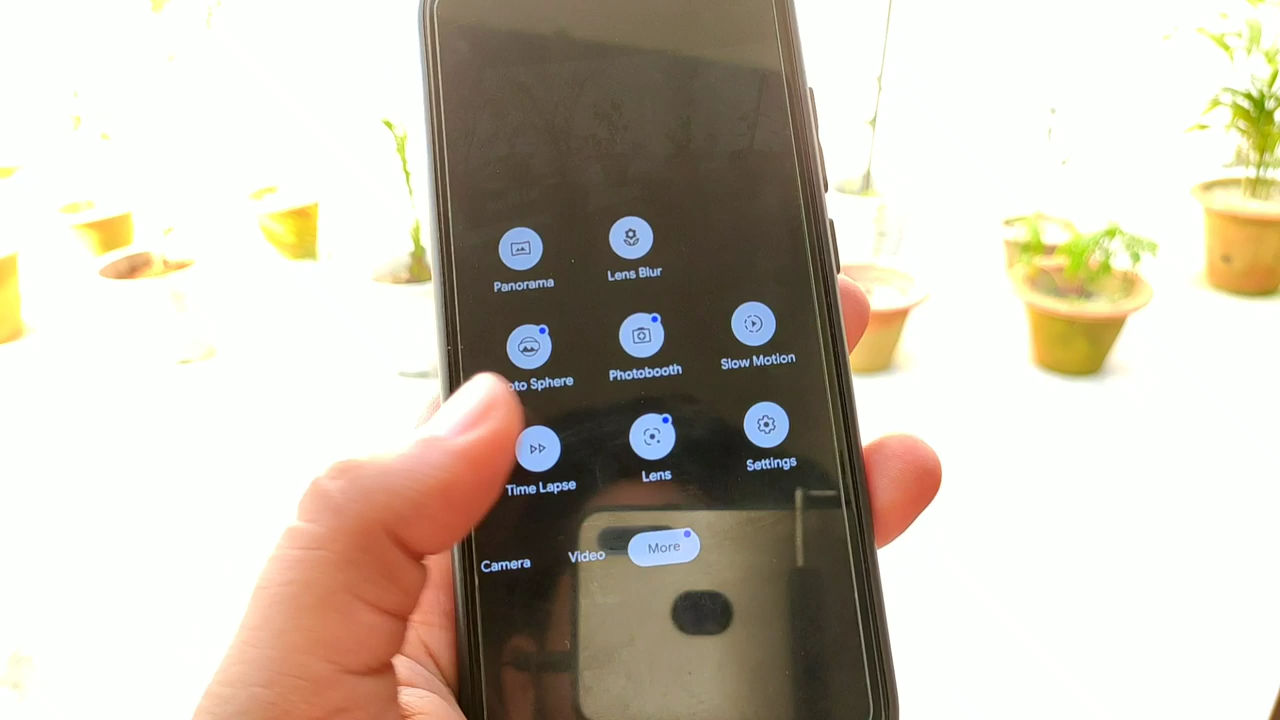 Panorama
Lens Blur
oto Sphere
Photobooth
Slow Motion
Time Lapse
Lens
Settings
Camera
Video
More